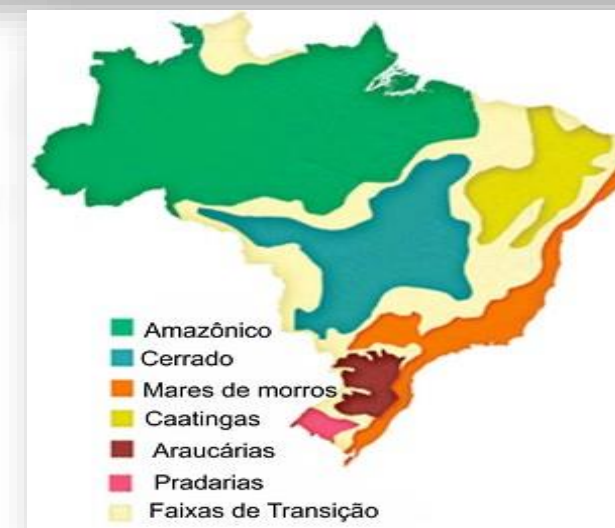 Amazônico
Cerrado
Mares de morros
Caatingas
Araucárias
Pradarias
Faixas de Transição